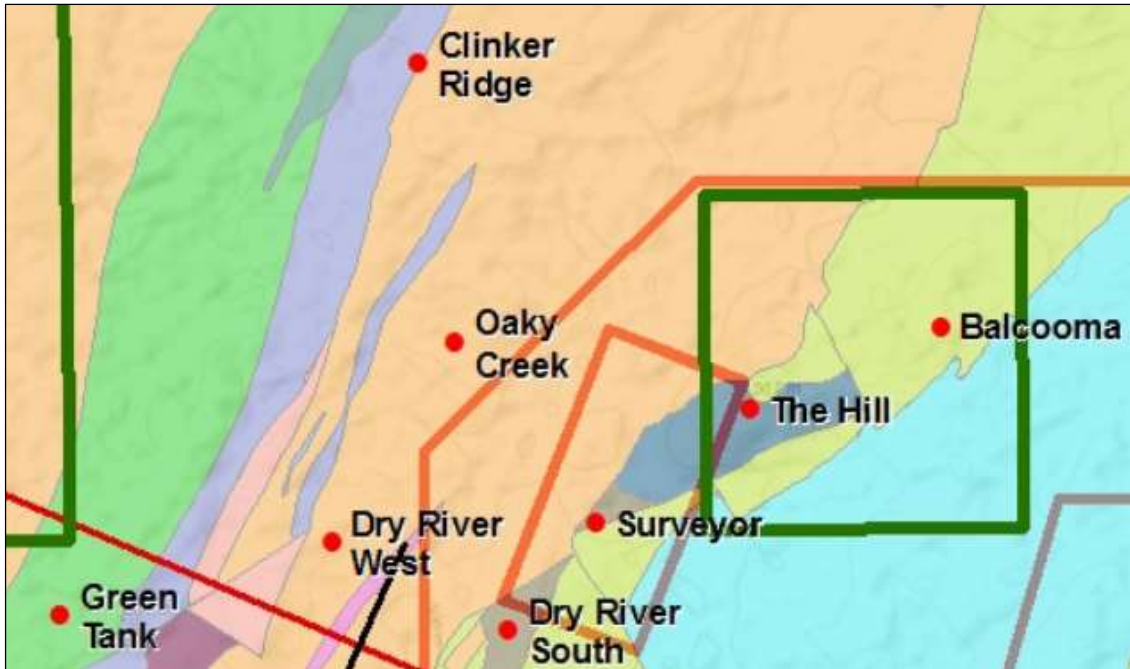 Clinker
Ridge
Oaky
Creek
Balcooma
The Hill
Surveyor
Dry River
West
Green
Tank
Dry River
South